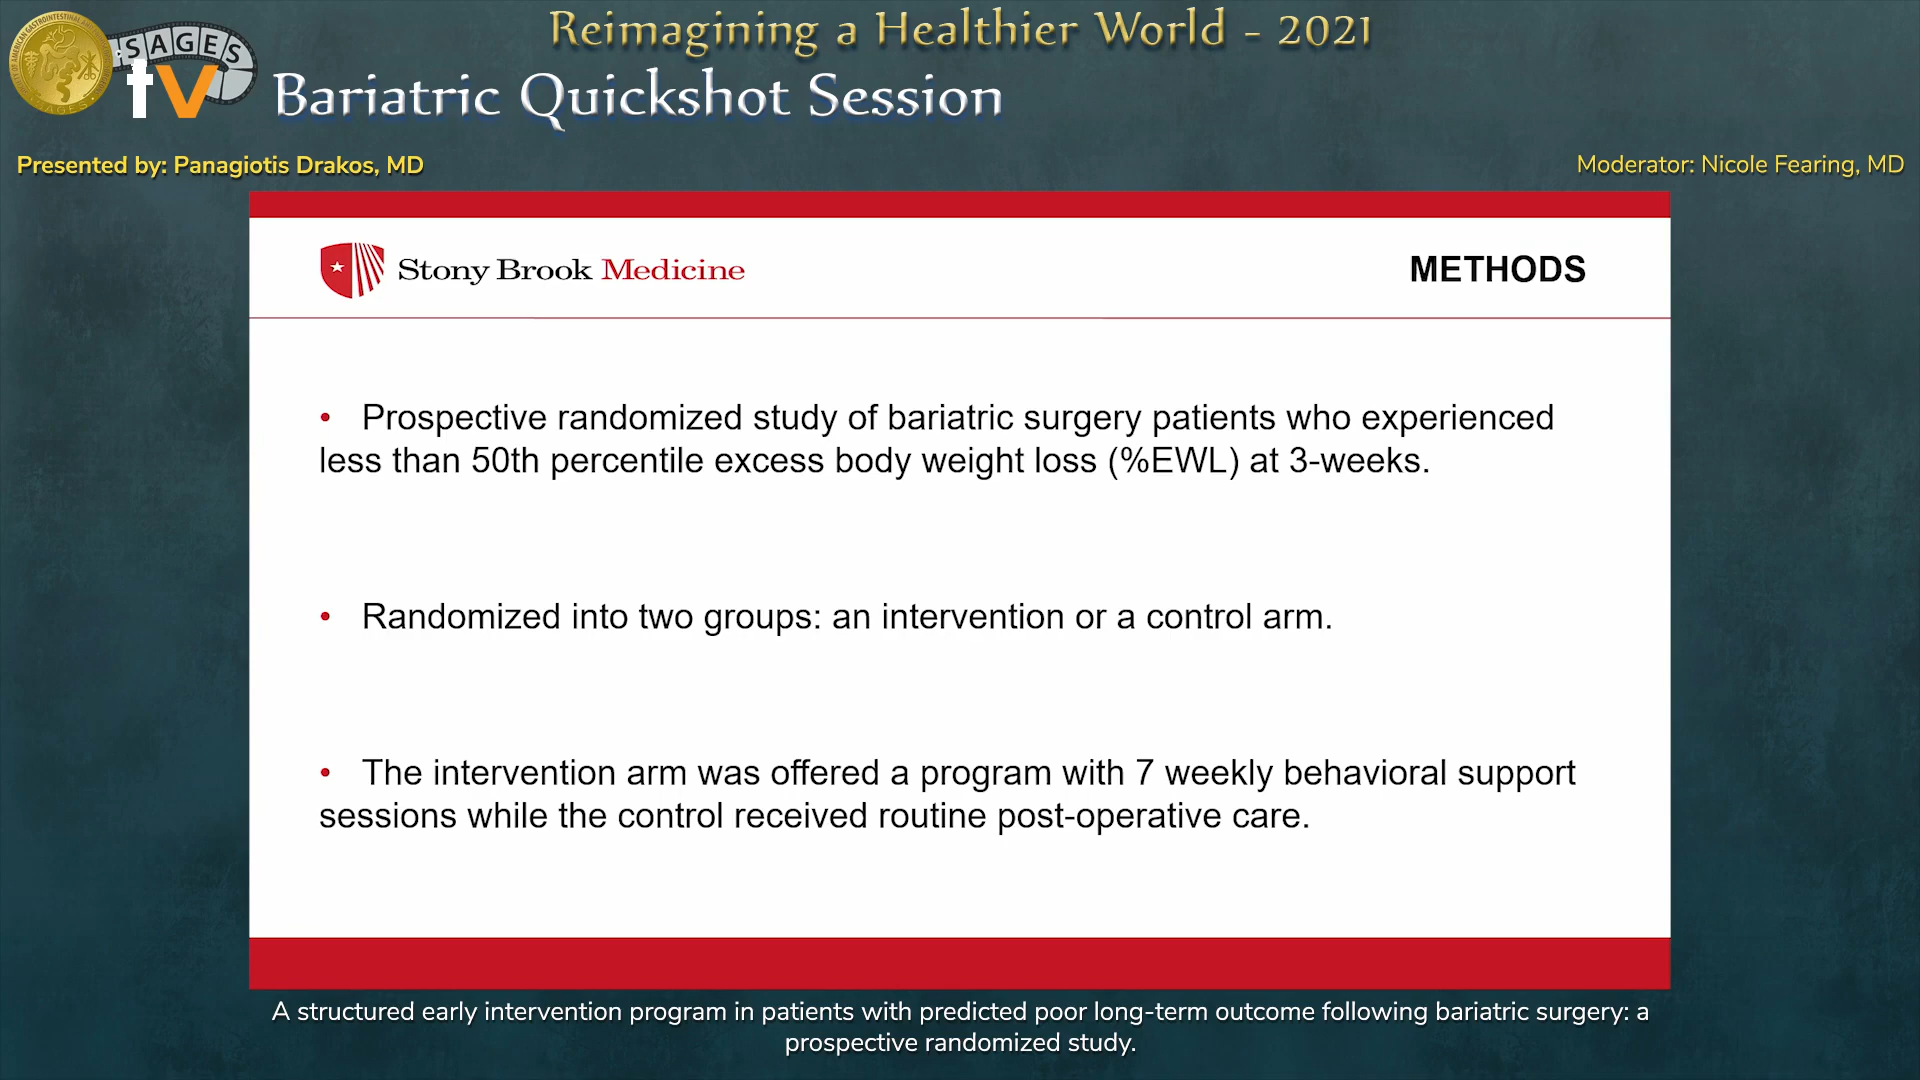 Reimagining a Healthier World - 2021
SAGES
tv
Bariatric Quickshot Session
Presented by: Panagiotis Drakos, MD
Moderator: Nicole Fearing, MD
Stony Brook Medicine
METHODS
• Prospective randomized study of bariatric surgery patients who experienced
less than 50th percentile excess body weight loss (%EWL) at 3-weeks.
• Randomized into two groups: an intervention or a control arm.
• The intervention arm was offered a program with 7 weekly behavioral support
sessions while the control received routine post-operative care.
A structured early intervention program in patients with predicted poor long-term outcome following bariatric surgery: a
prospective randomized study.